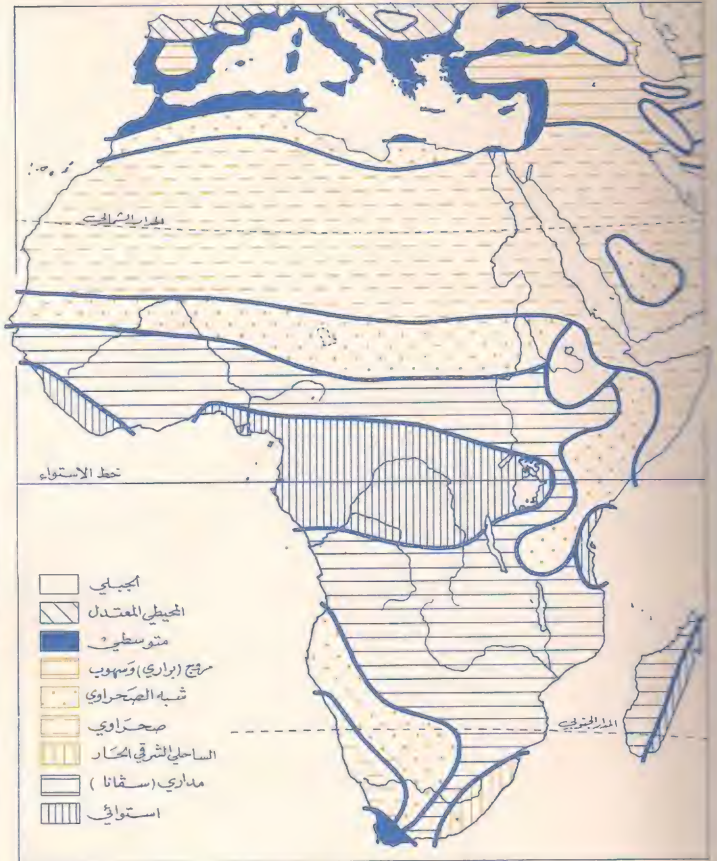 المدار الشمالي
خط الاستواء
المدار الجنوبي
الجبلي
المحيطي المعتدل
متوسطي
مروج (براري) وسهوب
شبه الصحراوي
صحراوي
الساحلي الشرقي الحار
مداري (سڤانا)
استوائي